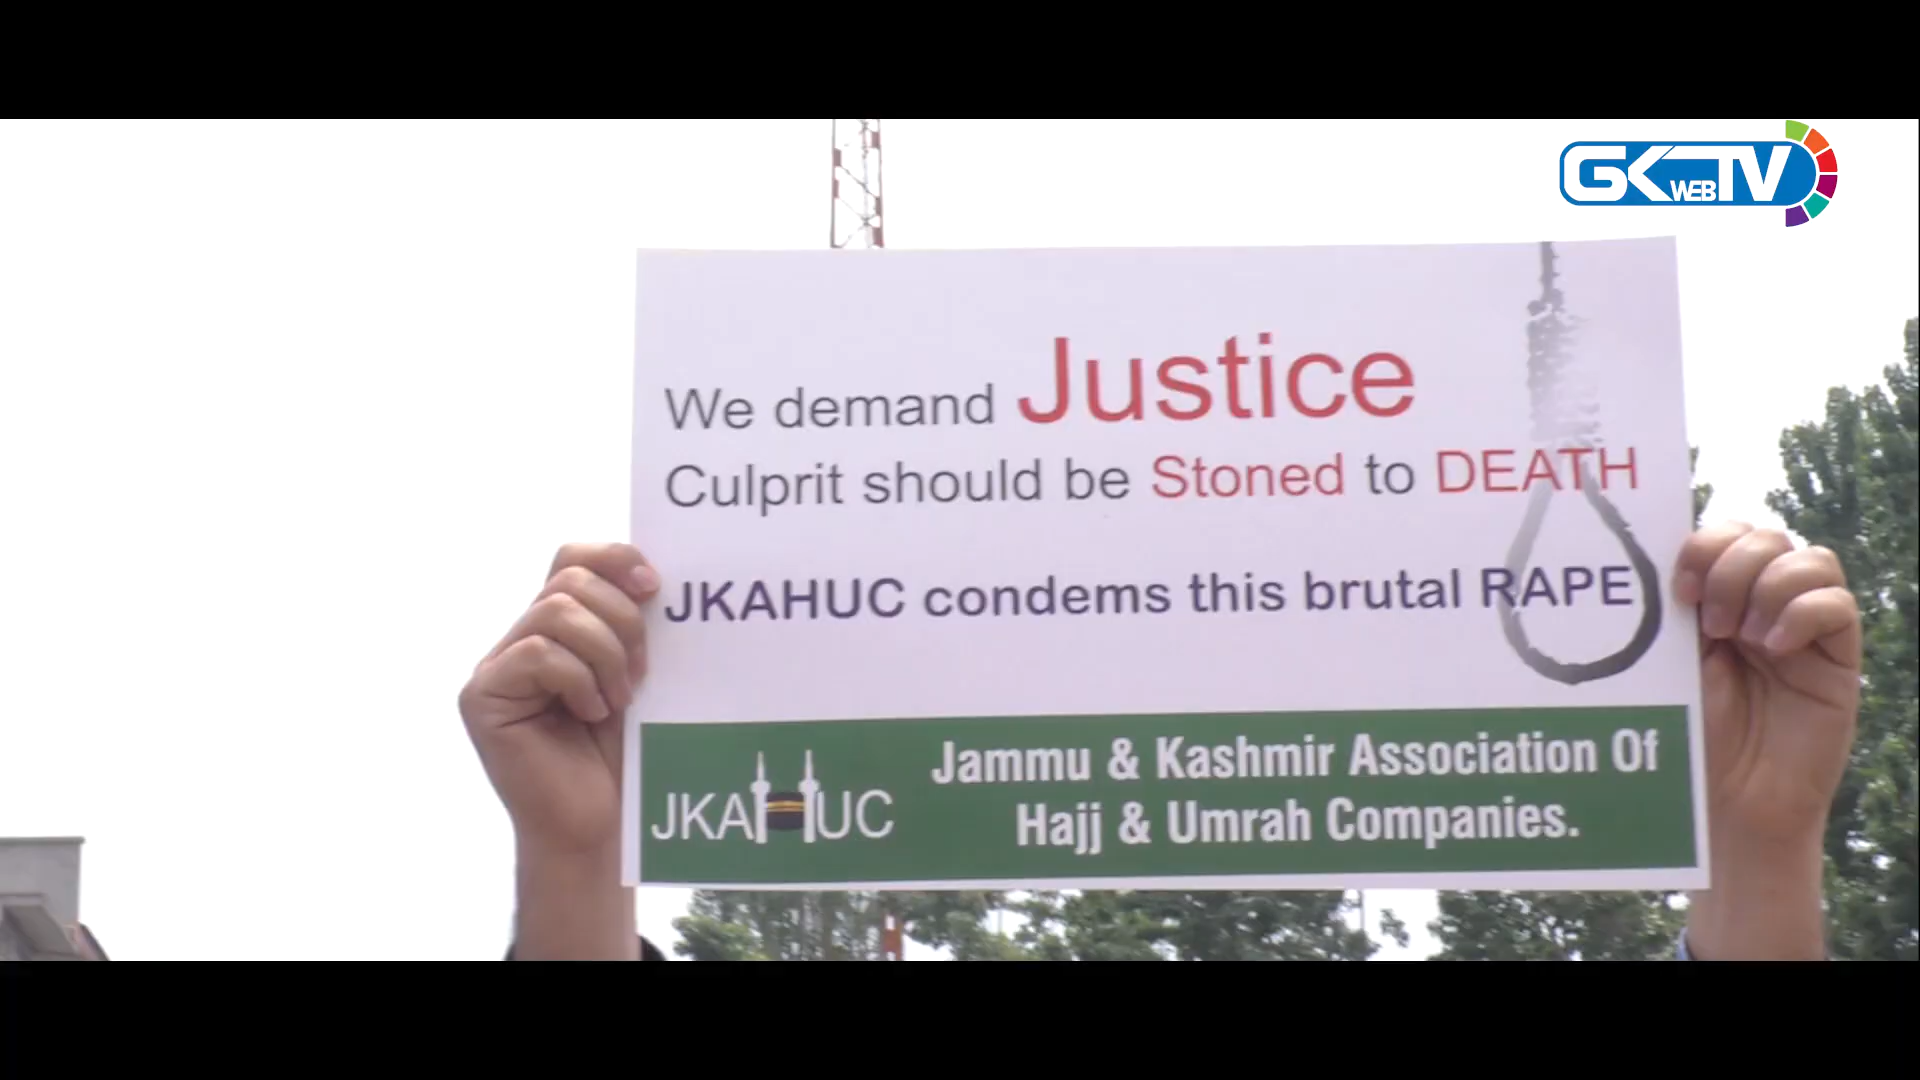 GK WEB TV
We demand Justice
Culprit should be Stoned to DEATH
JKAHUC condems this brutal RAPE
JKAHUC
Jammu & Kashmir Association Of
Hajj & Umrah Companies.